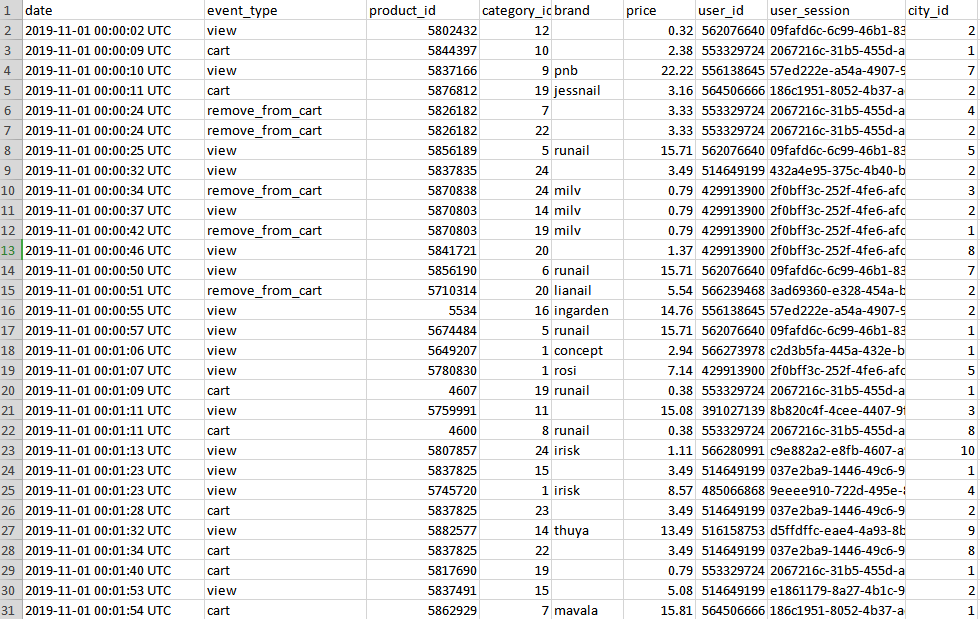 1 date event_type product_id category_id brand price user_id user_session city_id
2 2019-11-01 00:00:02 UTC view 5802432 12 0.32 562076640 09fafd6c-6c99-46b1-83 2
3 2019-11-01 00:00:09 UTC cart 5844397 10 2.38 553329724 2067216c-31b5-455d-a 1
4 2019-11-01 00:00:10 UTC view 5837166 9 pnb 22.22 556138645 57ed222e-a54a-4907-9 7
5 2019-11-01 00:00:11 UTC cart 5876812 19 jessnail 3.16 564506666 186c1951-8052-4b37-a 2
6 2019-11-01 00:00:24 UTC remove_from_cart 5826182 7 3.33 553329724 2067216c-31b5-455d-a 4
7 2019-11-01 00:00:24 UTC remove_from_cart 5826182 22 3.33 553329724 2067216c-31b5-455d-a 2
8 2019-11-01 00:00:25 UTC view 5856189 5 runail 15.71 562076640 09fafd6c-6c99-46b1-83 5
9 2019-11-01 00:00:32 UTC view 5837835 24 3.49 514649199 432a4e95-375c-4b40-b 2
10 2019-11-01 00:00:34 UTC remove_from_cart 5870838 24 milv 0.79 429913900 2f0bff3c-252f-4fe6-afc 3
11 2019-11-01 00:00:37 UTC view 5870803 14 milv 0.79 429913900 2f0bff3c-252f-4fe6-afc 2
12 2019-11-01 00:00:42 UTC remove_from_cart 5870803 19 milv 0.79 429913900 2f0bff3c-252f-4fe6-afc 1
13 2019-11-01 00:00:46 UTC view 5841721 20 1.37 429913900 2f0bff3c-252f-4fe6-afc 8
14 2019-11-01 00:00:50 UTC view 5856190 6 runail 15.71 562076640 09fafd6c-6c99-46b1-83 7
15 2019-11-01 00:00:51 UTC remove_from_cart 5710314 20 lianail 5.54 566239468 3ad69360-e328-454a-b 2
16 2019-11-01 00:00:55 UTC view 5534 16 ingarden 14.76 556138645 57ed222e-a54a-4907-9 2
17 2019-11-01 00:00:57 UTC view 5674484 5 runail 15.71 562076640 09fafd6c-6c99-46b1-83 1
18 2019-11-01 00:01:06 UTC view 5649207 1 concept 2.94 566273978 c2d3b5fa-445a-432e-b 1
19 2019-11-01 00:01:07 UTC view 5780830 1 rosi 7.14 429913900 2f0bff3c-252f-4fe6-afc 5
20 2019-11-01 00:01:09 UTC cart 4607 19 runail 0.38 553329724 2067216c-31b5-455d-a 1
21 2019-11-01 00:01:11 UTC view 5759991 11 15.08 391027139 8b820c4f-4cee-4407-9f 3
22 2019-11-01 00:01:11 UTC cart 4600 8 runail 0.38 553329724 2067216c-31b5-455d-a 8
23 2019-11-01 00:01:13 UTC view 5807857 24 irisk 1.11 566280991 c9e882a2-e8fb-4607-a 10
24 2019-11-01 00:01:23 UTC view 5837825 15 3.49 514649199 037e2ba9-1446-49c6-9 1
25 2019-11-01 00:01:23 UTC view 5745720 1 irisk 8.57 485066868 9eeee910-722d-495e- 4
26 2019-11-01 00:01:28 UTC cart 5837825 23 3.49 514649199 037e2ba9-1446-49c6-9 2
27 2019-11-01 00:01:32 UTC view 5882577 14 thuya 13.49 516158753 d5ffdffc-eae4-4a93-8b 9
28 2019-11-01 00:01:34 UTC cart 5837825 22 3.49 514649199 037e2ba9-1446-49c6-9 8
29 2019-11-01 00:01:40 UTC cart 5817690 19 0.79 553329724 2067216c-31b5-455d-a 1
30 2019-11-01 00:01:53 UTC view 5837491 15 5.08 514649199 e1861179-8a27-4b1c-9 2
31 2019-11-01 00:01:54 UTC cart 5862929 7 mavala 15.81 564506666 186c1951-8052-4b37-a 1